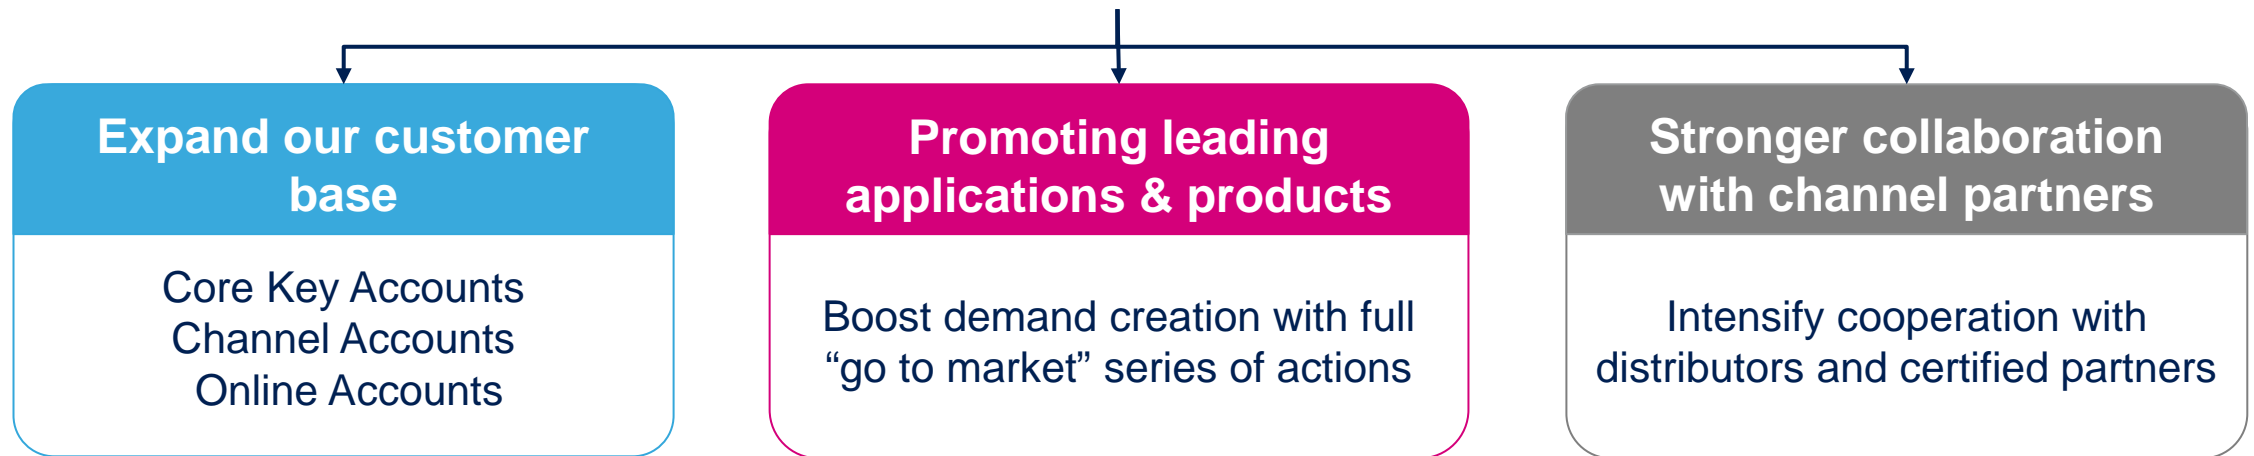 Expand our customer
base
Core Key Accounts
Channel Accounts
Online Accounts
Promoting leading
applications & products
Boost demand creation with full
“go to market” series of actions
Stronger collaboration
with channel partners
Intensify cooperation with
distributors and certified partners